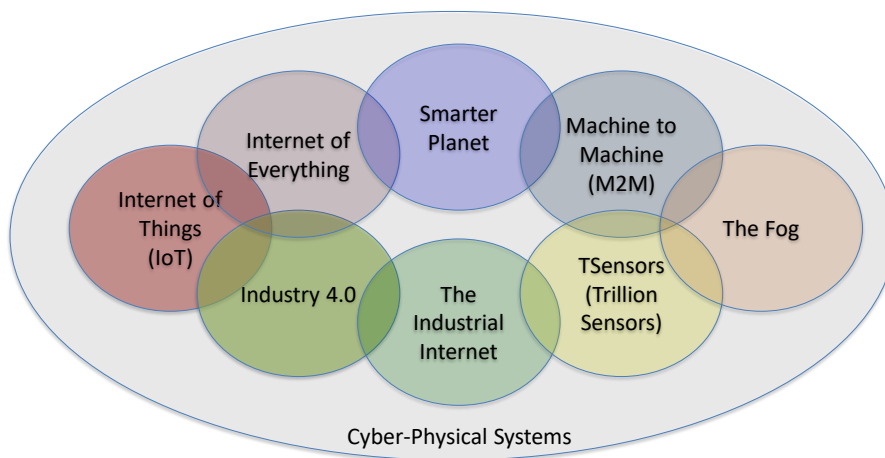 Smarter
Planet
Internet of
Everything
Machine to
Machine
(M2M)
Internet of
Things
(IoT)
The Fog
Industry 4.0
The
Industrial
Internet
TSensors
(Trillion
Sensors)
Cyber-Physical Systems